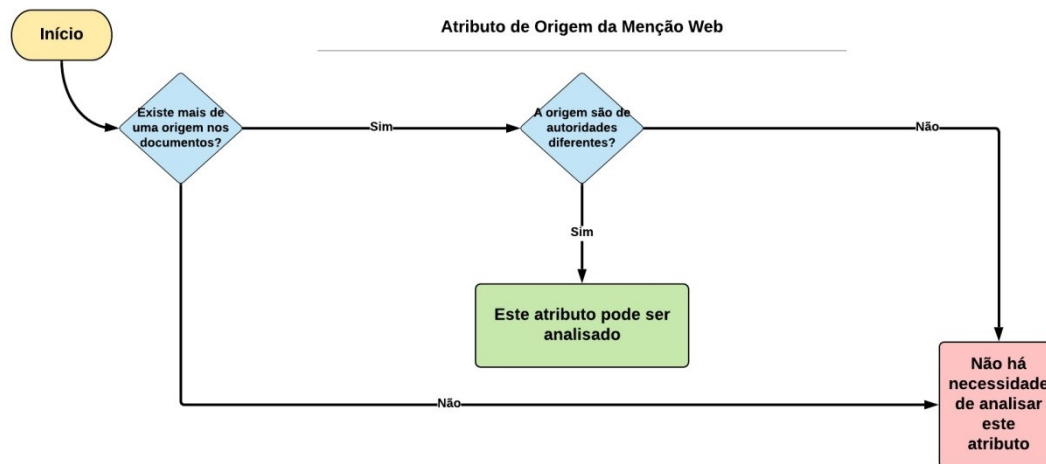 Início
Atributo de Origem da Menção Web
Existe mais de
uma origem nos
documentos?
Sim
A origem são de
autoridades
diferentes?
Não
Sim
Este atributo pode ser
analisado
Não
Não há
necessidade
de analisar
este
atributo